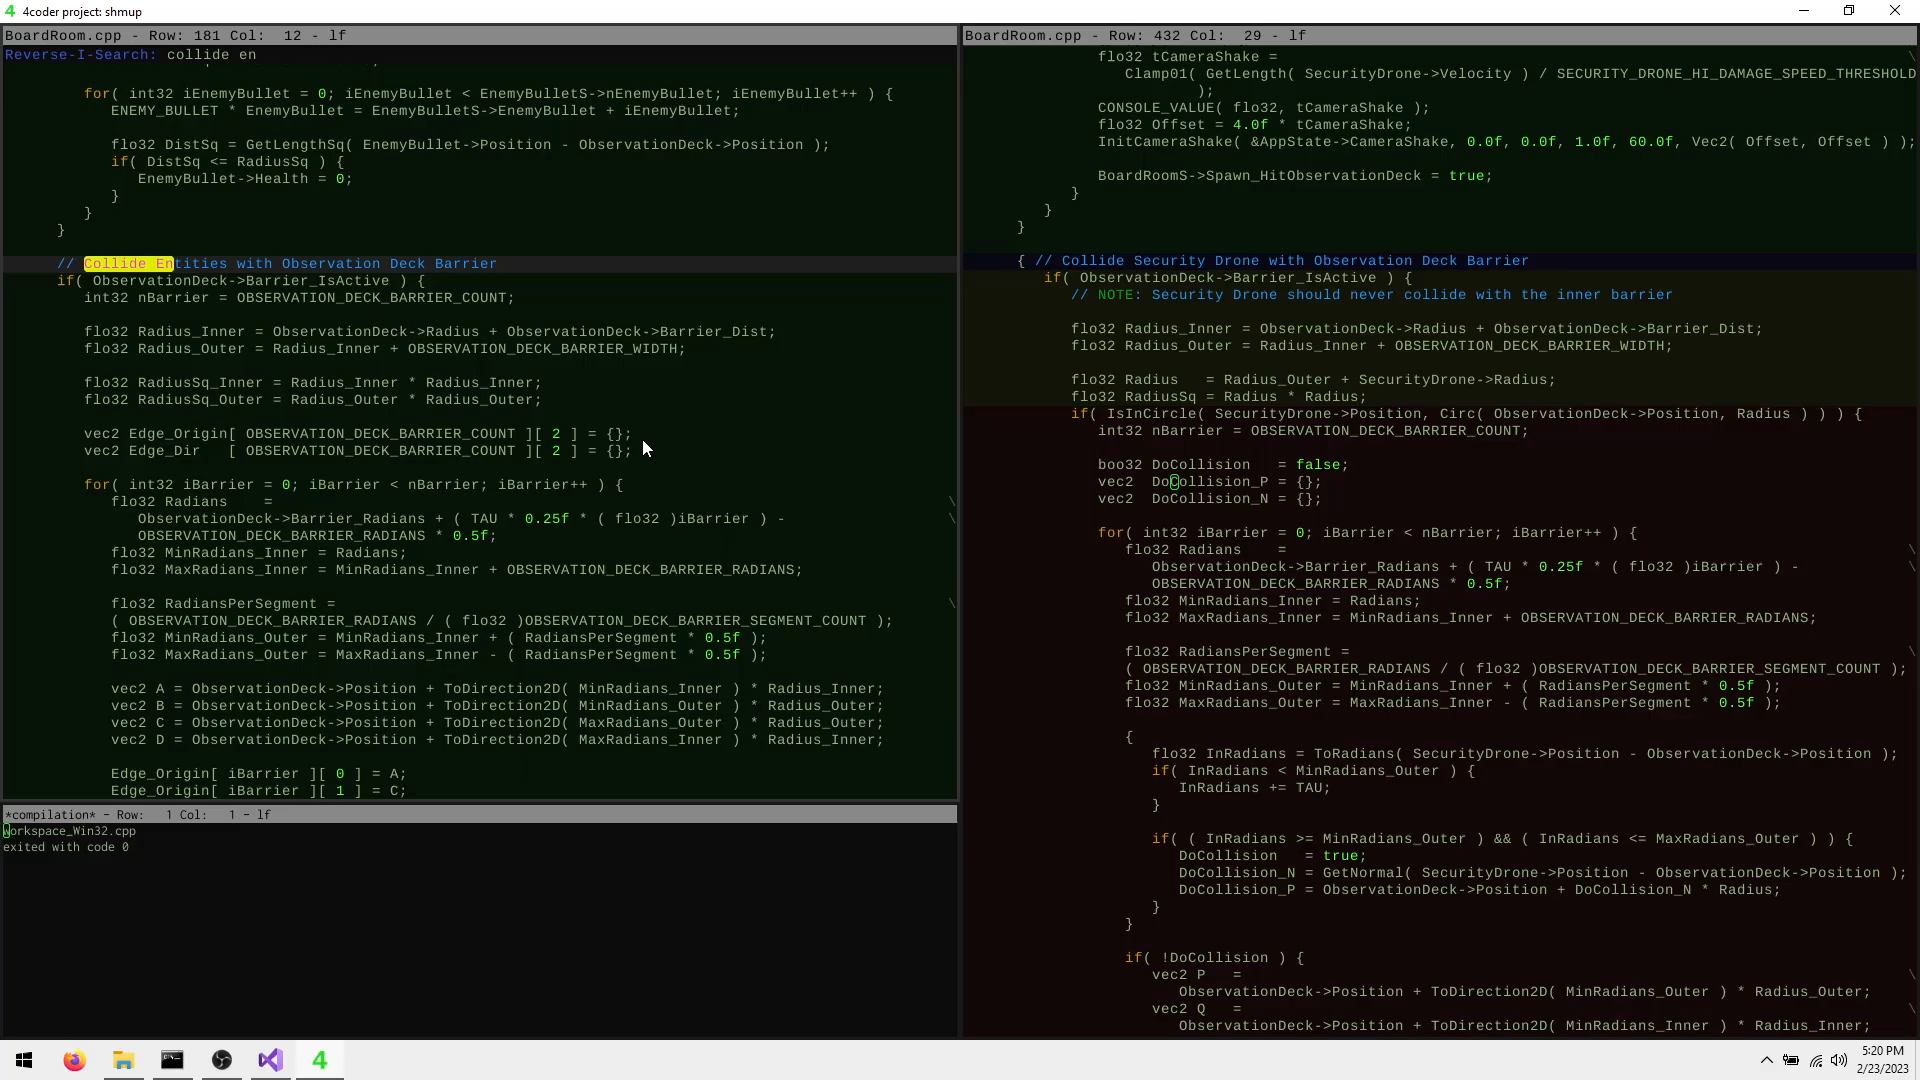 4coder project: shmup
BoardRoom.cpp - Row: 181 Col:  12 - lf
Reverse-I-Search: collide en
for( int32 iEnemyBullet = 0; iEnemyBullet < EnemyBulletS->nEnemyBullet; iEnemyBullet++ ) {
ENEMY_BULLET * EnemyBullet = EnemyBulletS->EnemyBullet + iEnemyBullet;
flo32 DistSq = GetLengthSq( EnemyBullet->Position - ObservationDeck->Position );
if( DistSq <= RadiusSq ) {
EnemyBullet->Health = 0;
}
}
}
// Collide Entities with Observation Deck Barrier
if( ObservationDeck->Barrier_IsActive ) {
int32 nBarrier = OBSERVATION_DECK_BARRIER_COUNT;
flo32 Radius_Inner = ObservationDeck->Radius + ObservationDeck->Barrier_Dist;
flo32 Radius_Outer = Radius_Inner + OBSERVATION_DECK_BARRIER_WIDTH;
flo32 RadiusSq_Inner = Radius_Inner * Radius_Inner;
flo32 RadiusSq_Outer = Radius_Outer * Radius_Outer;
vec2 Edge_Origin[ OBSERVATION_DECK_BARRIER_COUNT ][ 2 ] = {};
vec2 Edge_Dir   [ OBSERVATION_DECK_BARRIER_COUNT ][ 2 ] = {};
for( int32 iBarrier = 0; iBarrier < nBarrier; iBarrier++ ) {
flo32 Radians    = \
ObservationDeck->Barrier_Radians + ( TAU * 0.25f * ( flo32 )iBarrier ) - \
OBSERVATION_DECK_BARRIER_RADIANS * 0.5f;
flo32 MinRadians_Inner = Radians;
flo32 MaxRadians_Inner = MinRadians_Inner + OBSERVATION_DECK_BARRIER_RADIANS;
flo32 RadiansPerSegment = \
( OBSERVATION_DECK_BARRIER_RADIANS / ( flo32 )OBSERVATION_DECK_BARRIER_SEGMENT_COUNT );
flo32 MinRadians_Outer = MinRadians_Inner + ( RadiansPerSegment * 0.5f );
flo32 MaxRadians_Outer = MaxRadians_Inner - ( RadiansPerSegment * 0.5f );
vec2 A = ObservationDeck->Position + ToDirection2D( MinRadians_Inner ) * Radius_Inner;
vec2 B = ObservationDeck->Position + ToDirection2D( MinRadians_Outer ) * Radius_Outer;
vec2 C = ObservationDeck->Position + ToDirection2D( MaxRadians_Outer ) * Radius_Outer;
vec2 D = ObservationDeck->Position + ToDirection2D( MaxRadians_Inner ) * Radius_Inner;
Edge_Origin[ iBarrier ][ 0 ] = A;
Edge_Origin[ iBarrier ][ 1 ] = C;
*compilation* - Row:   1 Col:   1 - lf
workspace_Win32.cpp
exited with code 0
BoardRoom.cpp - Row: 432 Col:  29 - lf
flo32 tCameraShake = \
Clamp01( GetLength( SecurityDrone->Velocity ) / SECURITY_DRONE_HI_DAMAGE_SPEED_THRESHOLD
);
CONSOLE_VALUE( flo32, tCameraShake );
flo32 Offset = 4.0f * tCameraShake;
InitCameraShake( &AppState->CameraShake, 0.0f, 0.0f, 1.0f, 60.0f, Vec2( Offset, Offset ) );
BoardRoomS->Spawn_HitObservationDeck = true;
}
}
}
{ // Collide Security Drone with Observation Deck Barrier
if( ObservationDeck->Barrier_IsActive ) {
// NOTE: Security Drone should never collide with the inner barrier
flo32 Radius_Inner = ObservationDeck->Radius + ObservationDeck->Barrier_Dist;
flo32 Radius_Outer = Radius_Inner + OBSERVATION_DECK_BARRIER_WIDTH;
flo32 Radius   = Radius_Outer + SecurityDrone->Radius;
flo32 RadiusSq = Radius * Radius;
if( IsInCircle( SecurityDrone->Position, Circ( ObservationDeck->Position, Radius ) ) ) {
int32 nBarrier = OBSERVATION_DECK_BARRIER_COUNT;
boo32 DoCollision   = false;
vec2  DoCollision_P = {};
vec2  DoCollision_N = {};
for( int32 iBarrier = 0; iBarrier < nBarrier; iBarrier++ ) {
flo32 Radians    = \
ObservationDeck->Barrier_Radians + ( TAU * 0.25f * ( flo32 )iBarrier ) - \
OBSERVATION_DECK_BARRIER_RADIANS * 0.5f;
flo32 MinRadians_Inner = Radians;
flo32 MaxRadians_Inner = MinRadians_Inner + OBSERVATION_DECK_BARRIER_RADIANS;
flo32 RadiansPerSegment = \
( OBSERVATION_DECK_BARRIER_RADIANS / ( flo32 )OBSERVATION_DECK_BARRIER_SEGMENT_COUNT );
flo32 MinRadians_Outer = MinRadians_Inner + ( RadiansPerSegment * 0.5f );
flo32 MaxRadians_Outer = MaxRadians_Inner - ( RadiansPerSegment * 0.5f );
{
flo32 InRadians = ToRadians( SecurityDrone->Position - ObservationDeck->Position );
if( InRadians < MinRadians_Outer ) {
InRadians += TAU;
}
if( ( InRadians >= MinRadians_Outer ) && ( InRadians <= MaxRadians_Outer ) ) {
DoCollision   = true;
DoCollision_N = GetNormal( SecurityDrone->Position - ObservationDeck->Position );
DoCollision_P = ObservationDeck->Position + DoCollision_N * Radius;
}
}
if( !DoCollision ) {
vec2 P   = \
ObservationDeck->Position + ToDirection2D( MinRadians_Outer ) * Radius_Outer;
vec2 Q   = \
ObservationDeck->Position + ToDirection2D( MinRadians_Inner ) * Radius_Inner;
5:20 PM
2/23/2023